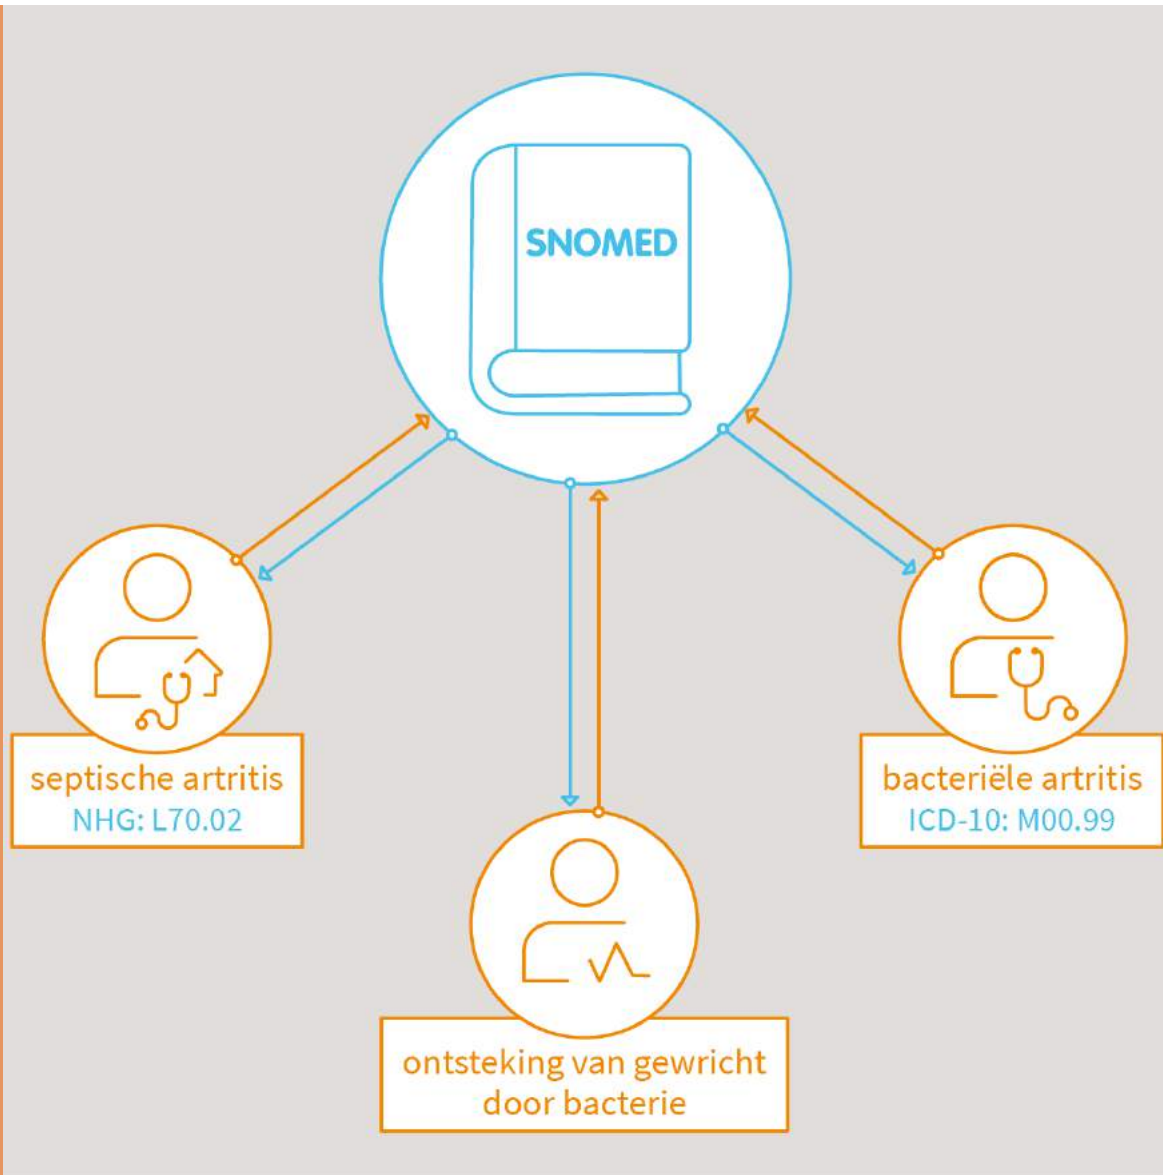 SNOMED
septische artritis
NHG: L70.02
bacteriële artritis
ICD-10: M00.99
ontsteking van gewricht
door bacterie